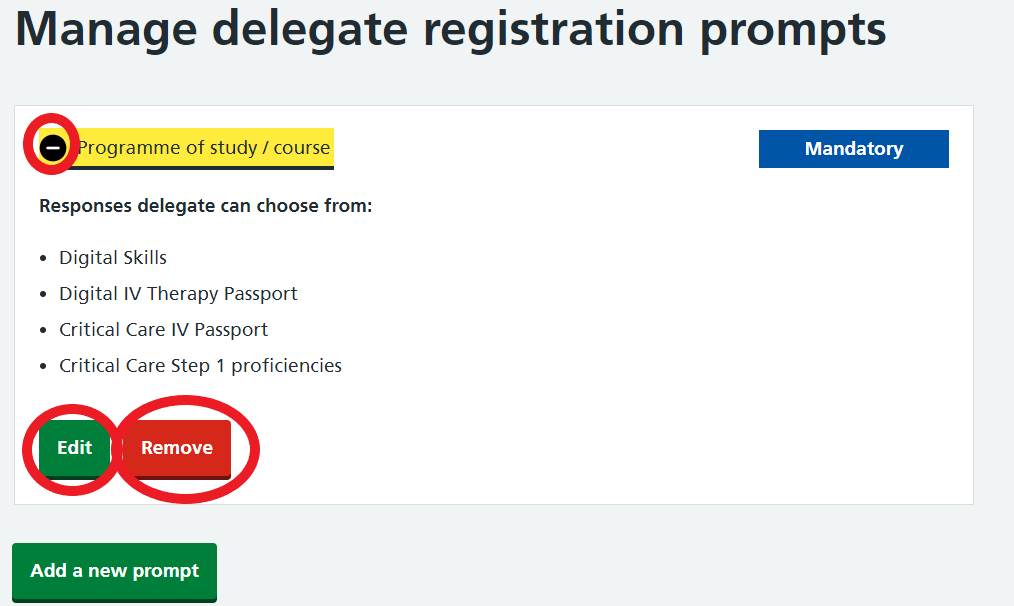 Manage delegate registration prompts
Programme of study / course
Mandatory
Responses delegate can choose from:
Digital Skills
Digital IV Therapy Passport
Critical Care IV Passport
Critical Care Step 1 proficiencies
Edit
Remove
Add a new prompt